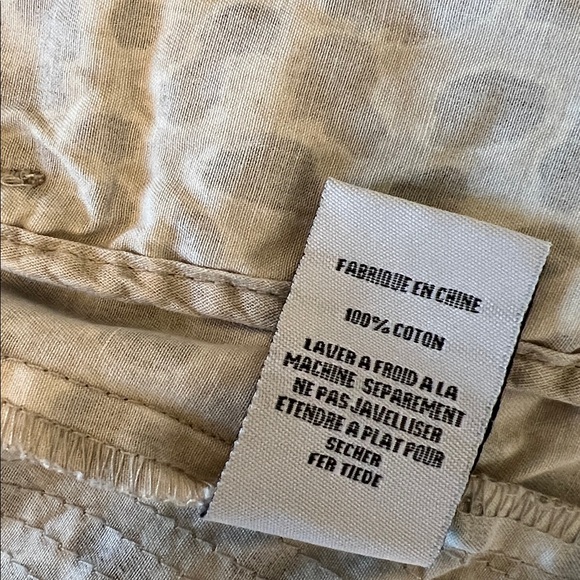 FABRIQUE EN CHINE
100% COTON
LAVER A FROID A LA
MACHINE SEPAREMENT
NE PAS JAVELLISER
ETENDRE A PLAT POUR
SECHER
FER TIEDE